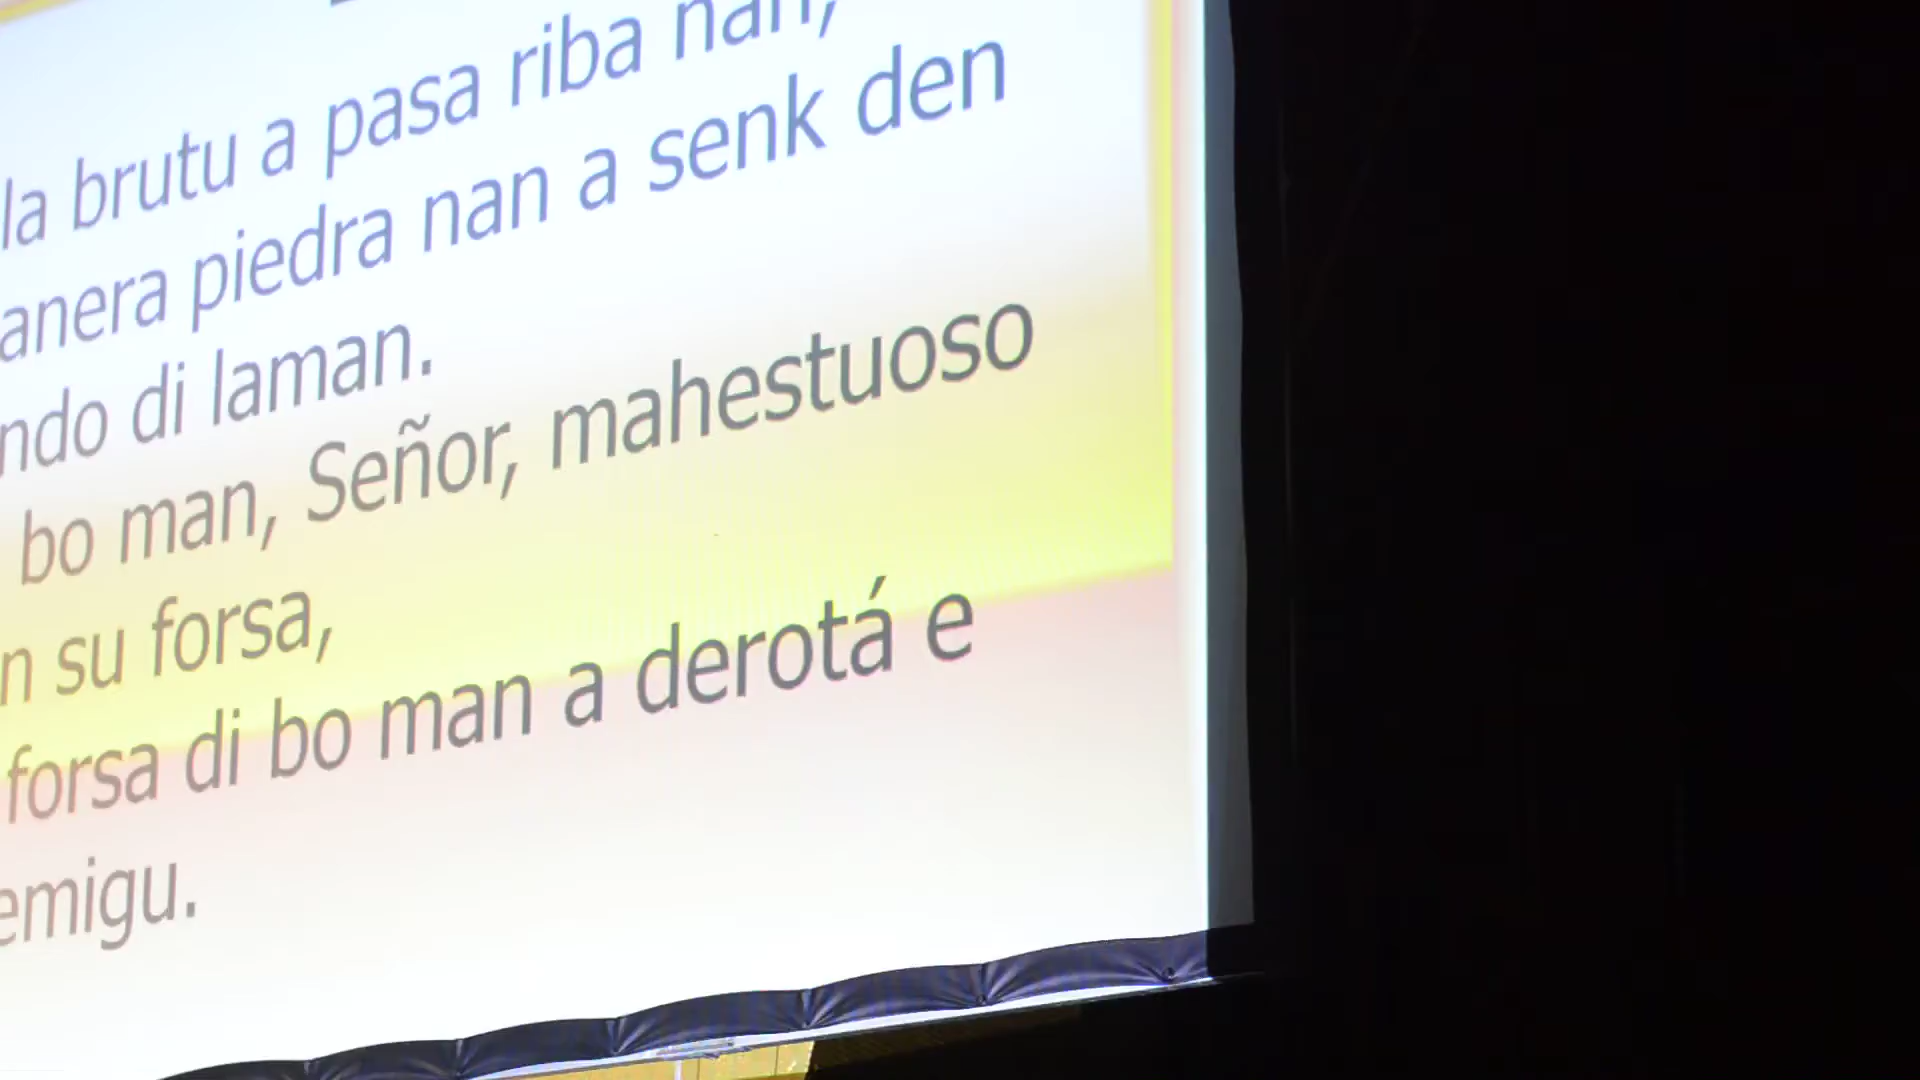 la brutu a pasa riba nan,
anera piedra nan a senk den
ndo di laman.
bo man, Señor, mahestuoso
n su forsa,
forsa di bo man a derotá e
emigu.